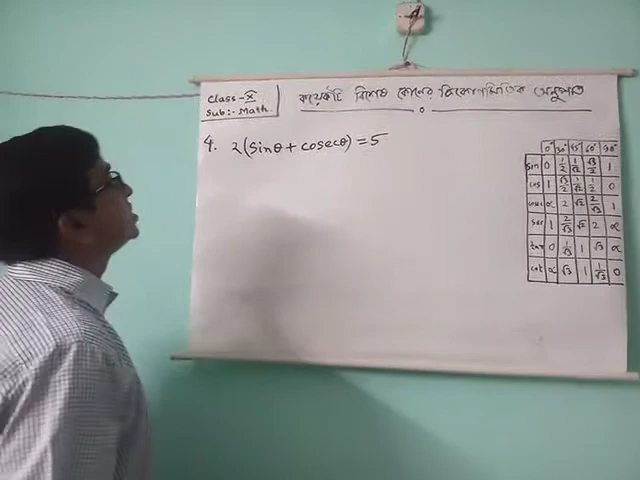 Class-X
Sub:- Math
কয়েকটি বিশেষ কোনের ত্রিকোণমিতিক অনুপাত
4. 2(sinθ + cosecθ) = 5
0° 30° 45° 60° 90°
sin 0 1/2 1/√2 √3/2 1
cos 1 √3/2 1/√2 1/2 0
cosec ∝ 2 √2 2/√3 1
sec 1 2/√3 √2 2 ∝
tan 0 1/√3 1 √3 ∝
cot ∝ √3 1 1/√3 0